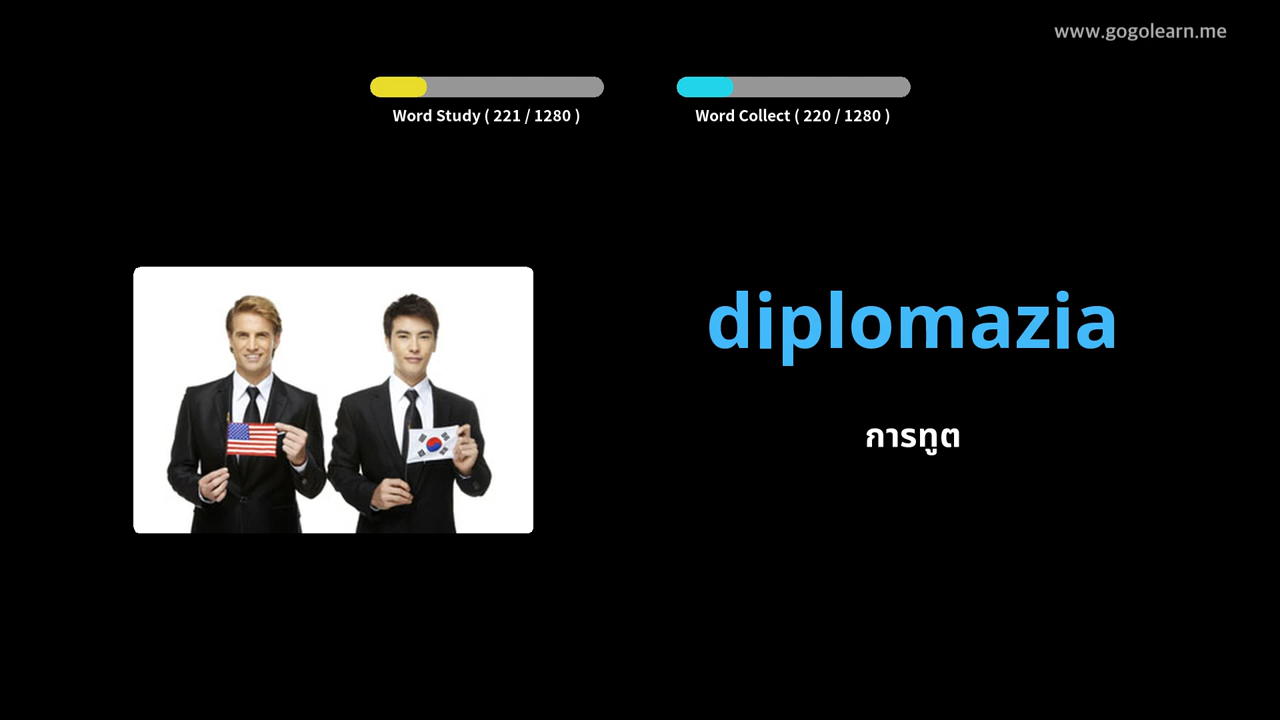 www.gogolearn.me
Word Study ( 221 / 1280 )
Word Collect ( 220 / 1280 )
diplomazia
การทูต